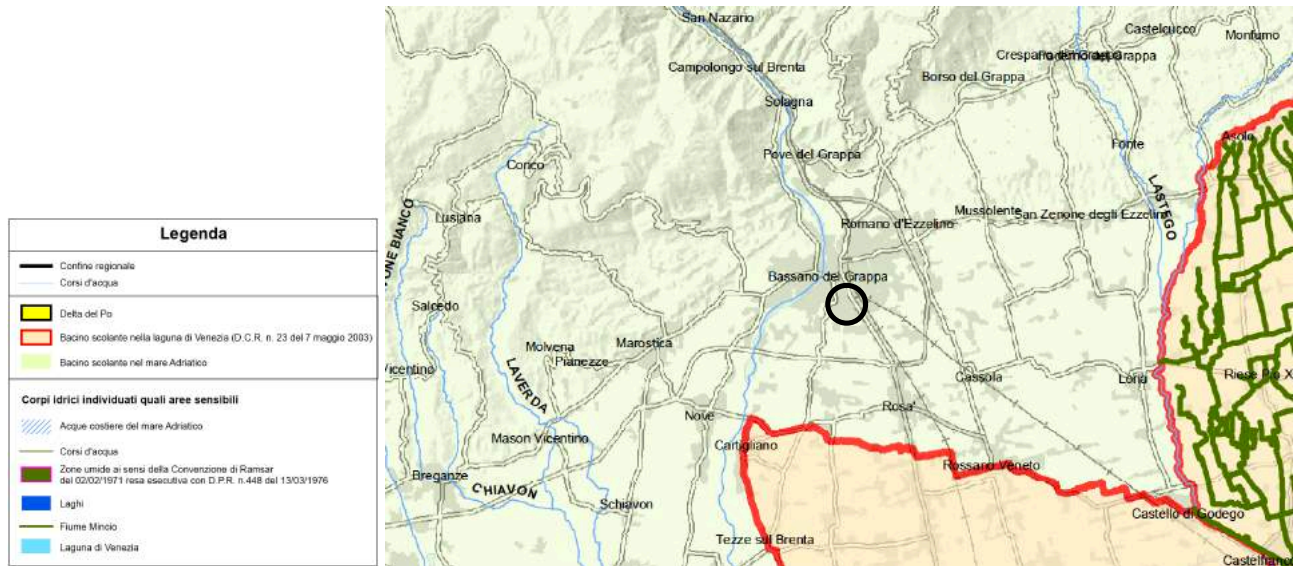 Legenda
Confine regionale
Corsi d'acqua
Delta del Po
Bacino scolante nella laguna di Venezia (D.C.R. n. 23 del 7 maggio 2003)
Bacino scolante nel mare Adriatico
Corpi idrici individuati quali aree sensibili
Acque costiere del mare Adriatico
Corsi d'acqua
Zone umide ai sensi della Convenzione di Ramsar
del 02/02/1971 resa esecutiva con D.P.R. n.448 del 13/03/1976
Laghi
Fiume Mincio
Laguna di Venezia
San Nazario
Castelcucco
Monfumo
Campolongo sul Brenta
Borso del Grappa
Solagna
Asolo
Fonte
Pove del Grappa
Conco
LASTEGO
Lusiana
Mussolente
San Zenone degli Ezzelini
Romano d'Ezzelino
ONE BIANCO
Bassano del Grappa
Salcedo
Molvena
Pianezze
Marostica
Vicentino
LAVERDA
Cassola
Loria
Riese Pio X
Nove
Rosa'
Mason Vicentino
Cartigliano
Rossano Veneto
Breganze
CHIAVON
Schiavon
Castello di Godego
Tezze sul Brenta
Castelfranc